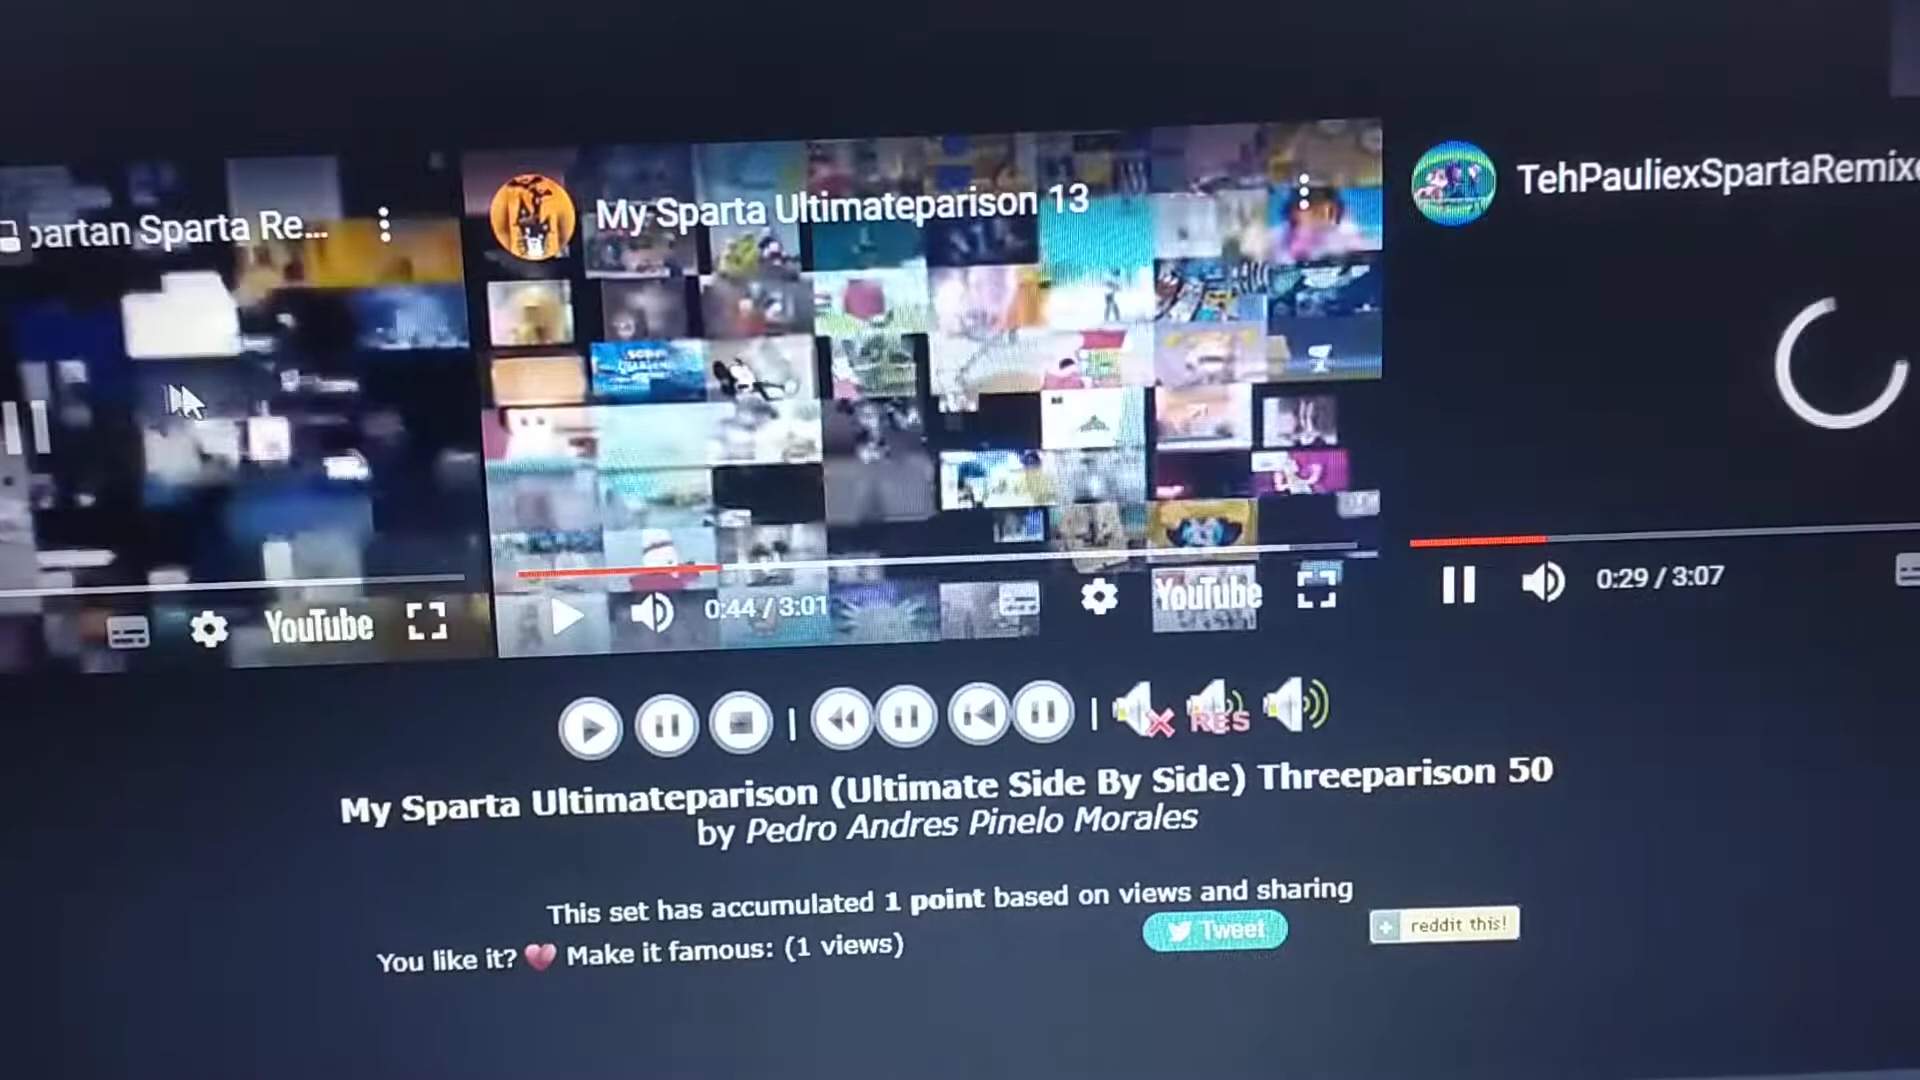 partan Sparta Re...
My Sparta Ultimateparison 13
TehPauliexSpartaRemix
YouTube
0:44 / 3:01
YouTube
0:29 / 3:07
RES
My Sparta Ultimateparison (Ultimate Side By Side) Threeparison 50
by Pedro Andres Pinelo Morales
This set has accumulated 1 point based on views and sharing
You like it? Make it famous: (1 views)
Tweet
reddit this!